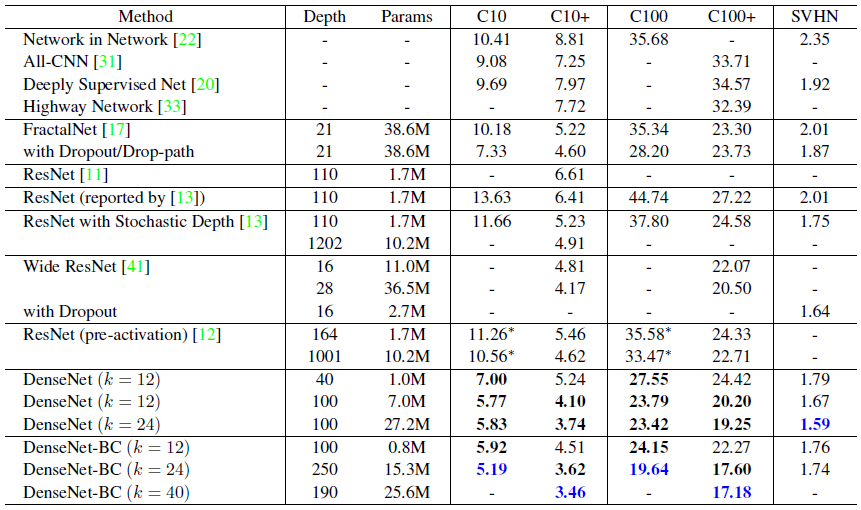 Method Depth Params C10 C10+ C100 C100+ SVHN
Network in Network [22] - - 10.41 8.81 35.68 - 2.35
All-CNN [31] - - 9.08 7.25 - 33.71 -
Deeply Supervised Net [20] - - 9.69 7.97 - 34.57 1.92
Highway Network [33] - - - 7.72 - 32.39 -
FractalNet [17] 21 38.6M 10.18 5.22 35.34 23.30 2.01
with Dropout/Drop-path 21 38.6M 7.33 4.60 28.20 23.73 1.87
ResNet [11] 110 1.7M - 6.61 - - -
ResNet (reported by [13]) 110 1.7M 13.63 6.41 44.74 27.22 2.01
ResNet with Stochastic Depth [13] 110 1.7M 11.66 5.23 37.80 24.58 1.75
1202 10.2M - 4.91 - - -
Wide ResNet [41] 16 11.0M - 4.81 - 22.07 -
28 36.5M - 4.17 - 20.50 -
with Dropout 16 2.7M - - - - 1.64
ResNet (pre-activation) [12] 164 1.7M 11.26* 5.46 35.58* 24.33 -
1001 10.2M 10.56* 4.62 33.47* 22.71 -
DenseNet (k = 12) 40 1.0M 7.00 5.24 27.55 24.42 1.79
DenseNet (k = 12) 100 7.0M 5.77 4.10 23.79 20.20 1.67
DenseNet (k = 24) 100 27.2M 5.83 3.74 23.42 19.25 1.59
DenseNet-BC (k = 12) 100 0.8M 5.92 4.51 24.15 22.27 1.76
DenseNet-BC (k = 24) 250 15.3M 5.19 3.62 19.64 17.60 1.74
DenseNet-BC (k = 40) 190 25.6M - 3.46 - 17.18 -